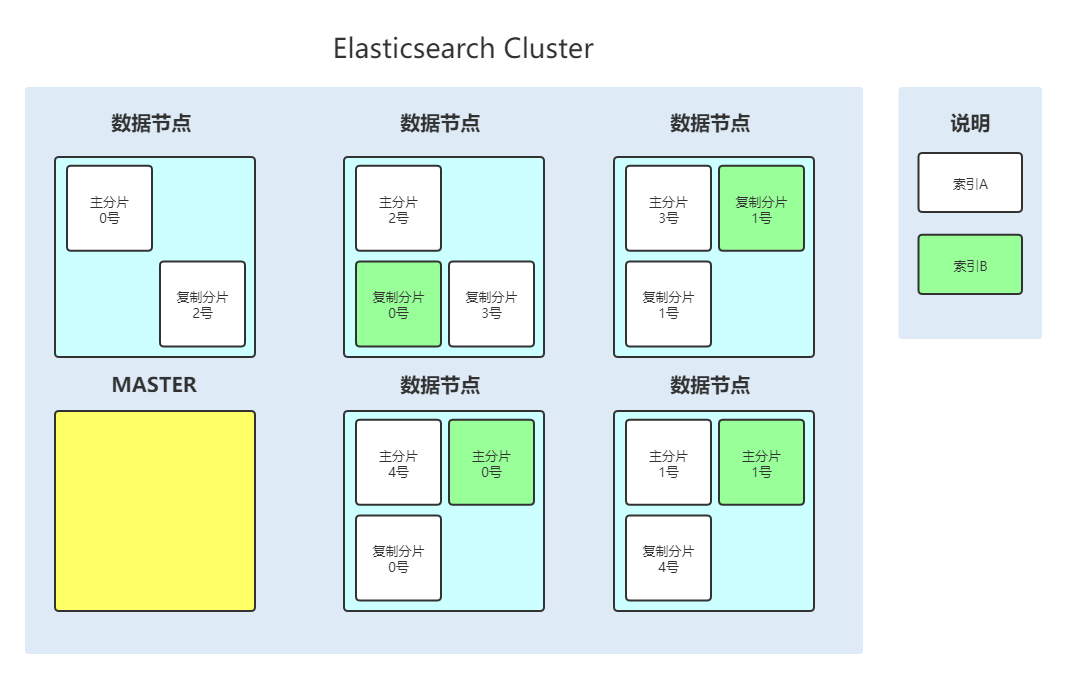 Elasticsearch Cluster
数据节点
数据节点
数据节点
说明
主分片
0号
复制分片
2号
主分片
2号
复制分片
0号
复制分片
3号
主分片
3号
复制分片
1号
复制分片
1号
索引A
索引B
MASTER
数据节点
数据节点
主分片
4号
主分片
0号
复制分片
0号
主分片
1号
主分片
1号
复制分片
4号